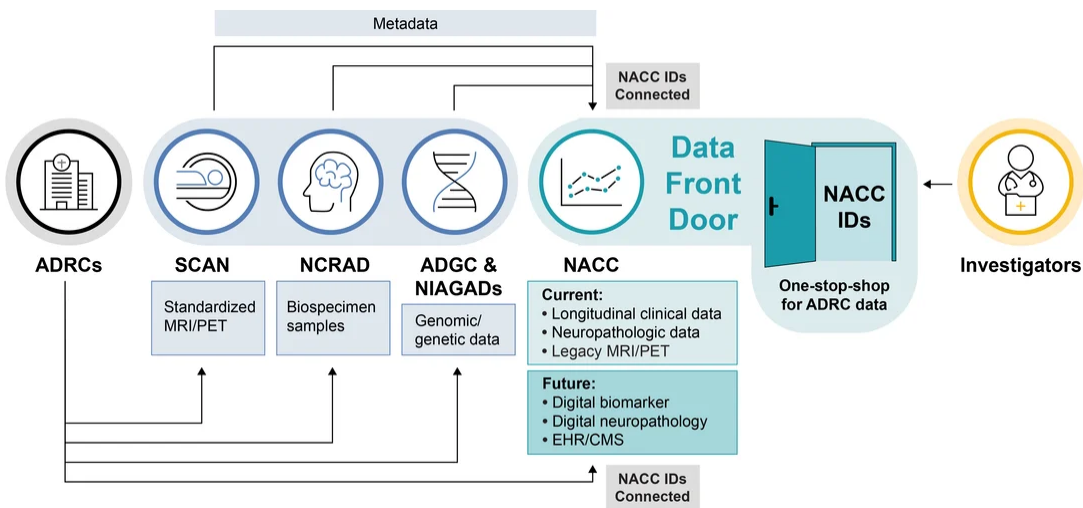 Metadata
NACC IDs
Connected
Data
Front
Door
NACC
IDs
ADRCs
SCAN
NCRAD
ADGC &
NIAGADs
NACC
Investigators
Standardized
MRI/PET
Biospecimen
samples
Genomic/
genetic data
Current:
• Longitudinal clinical data
• Neuropathologic data
• Legacy MRI/PET
One-stop-shop
for ADRC data
Future:
• Digital biomarker
• Digital neuropathology
• EHR/CMS
NACC IDs
Connected